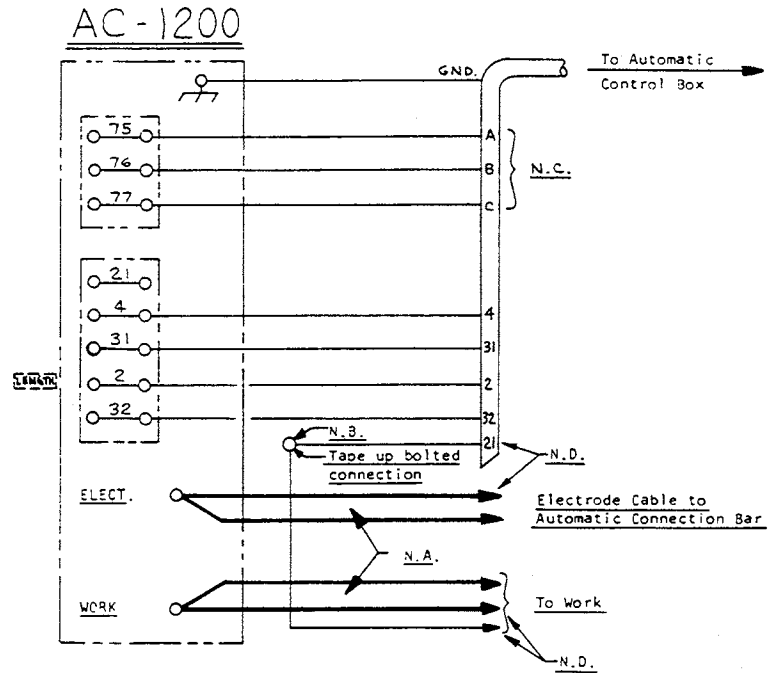 AC-1200
GND.
To Automatic
Control Box
75
A
76
B
N.C.
77
C
21
4
4
31
31
LENGTH
2
2
32
32
N.B.
21
Tape up bolted
connection
N.D.
ELECT.
Electrode Cable to
Automatic Connection Bar
N.A.
WORK
To Work
N.D.